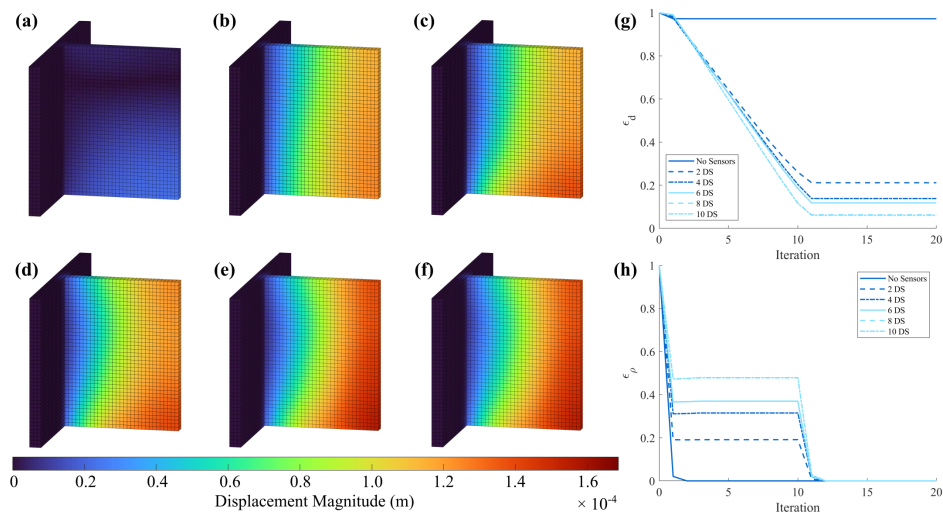 (a)
(b)
(c)
(d)
(e)
(f)
0
0.2
0.4
0.6
0.8
1.0
1.2
1.4
1.6
Displacement Magnitude (m)
× 10⁻⁴
(g)
1
0.8
0.6
0.4
0.2
0
ϵ_d
No Sensors
2 DS
4 DS
6 DS
8 DS
10 DS
0
5
10
15
20
Iteration
(h)
1
0.8
0.6
0.4
0.2
0
ϵ_ρ
No Sensors
2 DS
4 DS
6 DS
8 DS
10 DS
0
5
10
15
20
Iteration